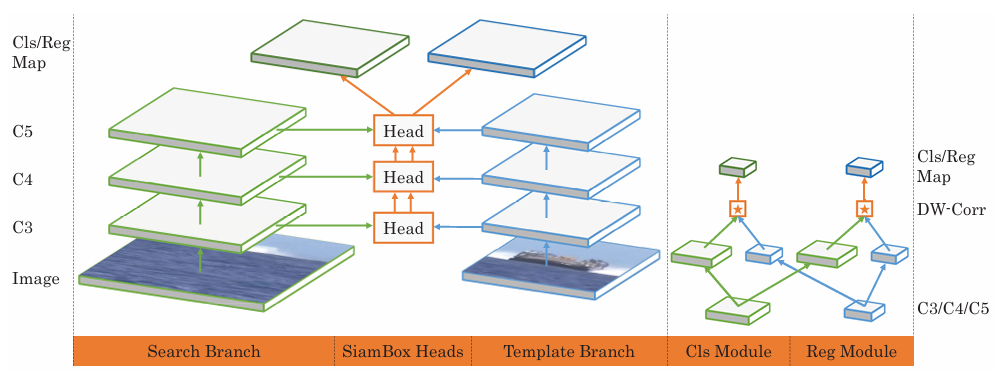 Cls/Reg
Map
C5
Head
C4
Head
C3
Head
Image
Cls/Reg
Map
DW-Corr
C3/C4/C5
Search Branch
SiamBox Heads
Template Branch
Cls Module
Reg Module